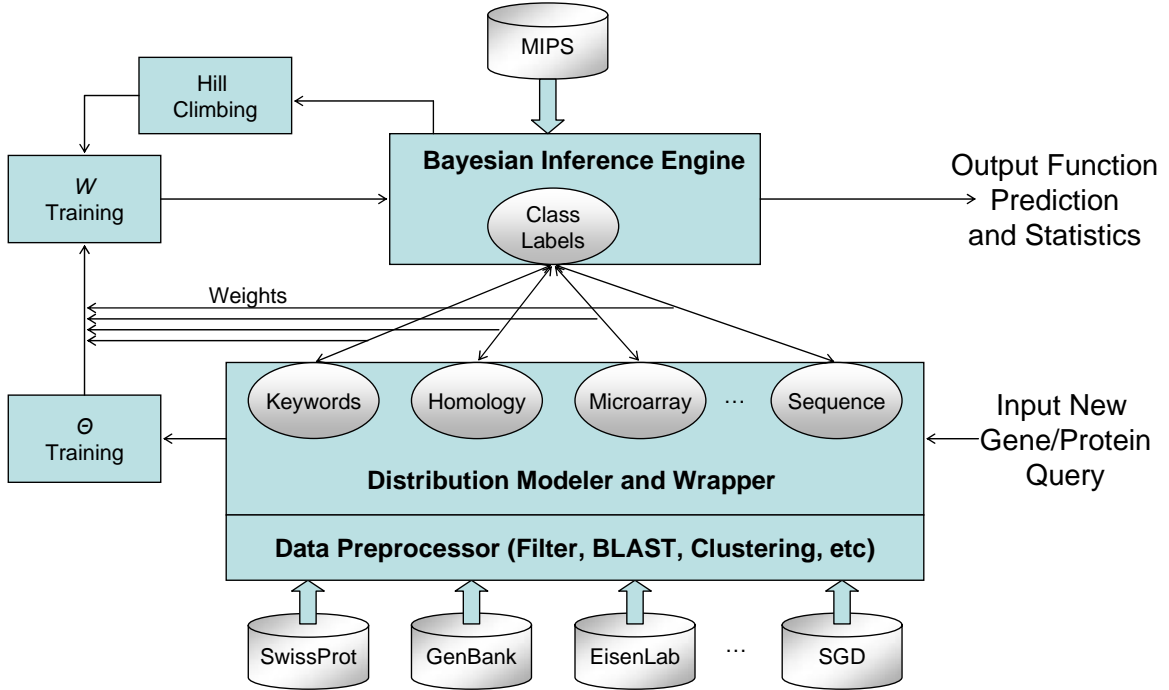 MIPS
Hill
Climbing
Bayesian Inference Engine
W
Training
Class
Labels
Output Function
Prediction
and Statistics
Weights
Keywords
Homology
Microarray
...
Sequence
Θ
Training
Input New
Gene/Protein
Query
Distribution Modeler and Wrapper
Data Preprocessor (Filter, BLAST, Clustering, etc)
SwissProt
GenBank
EisenLab
...
SGD